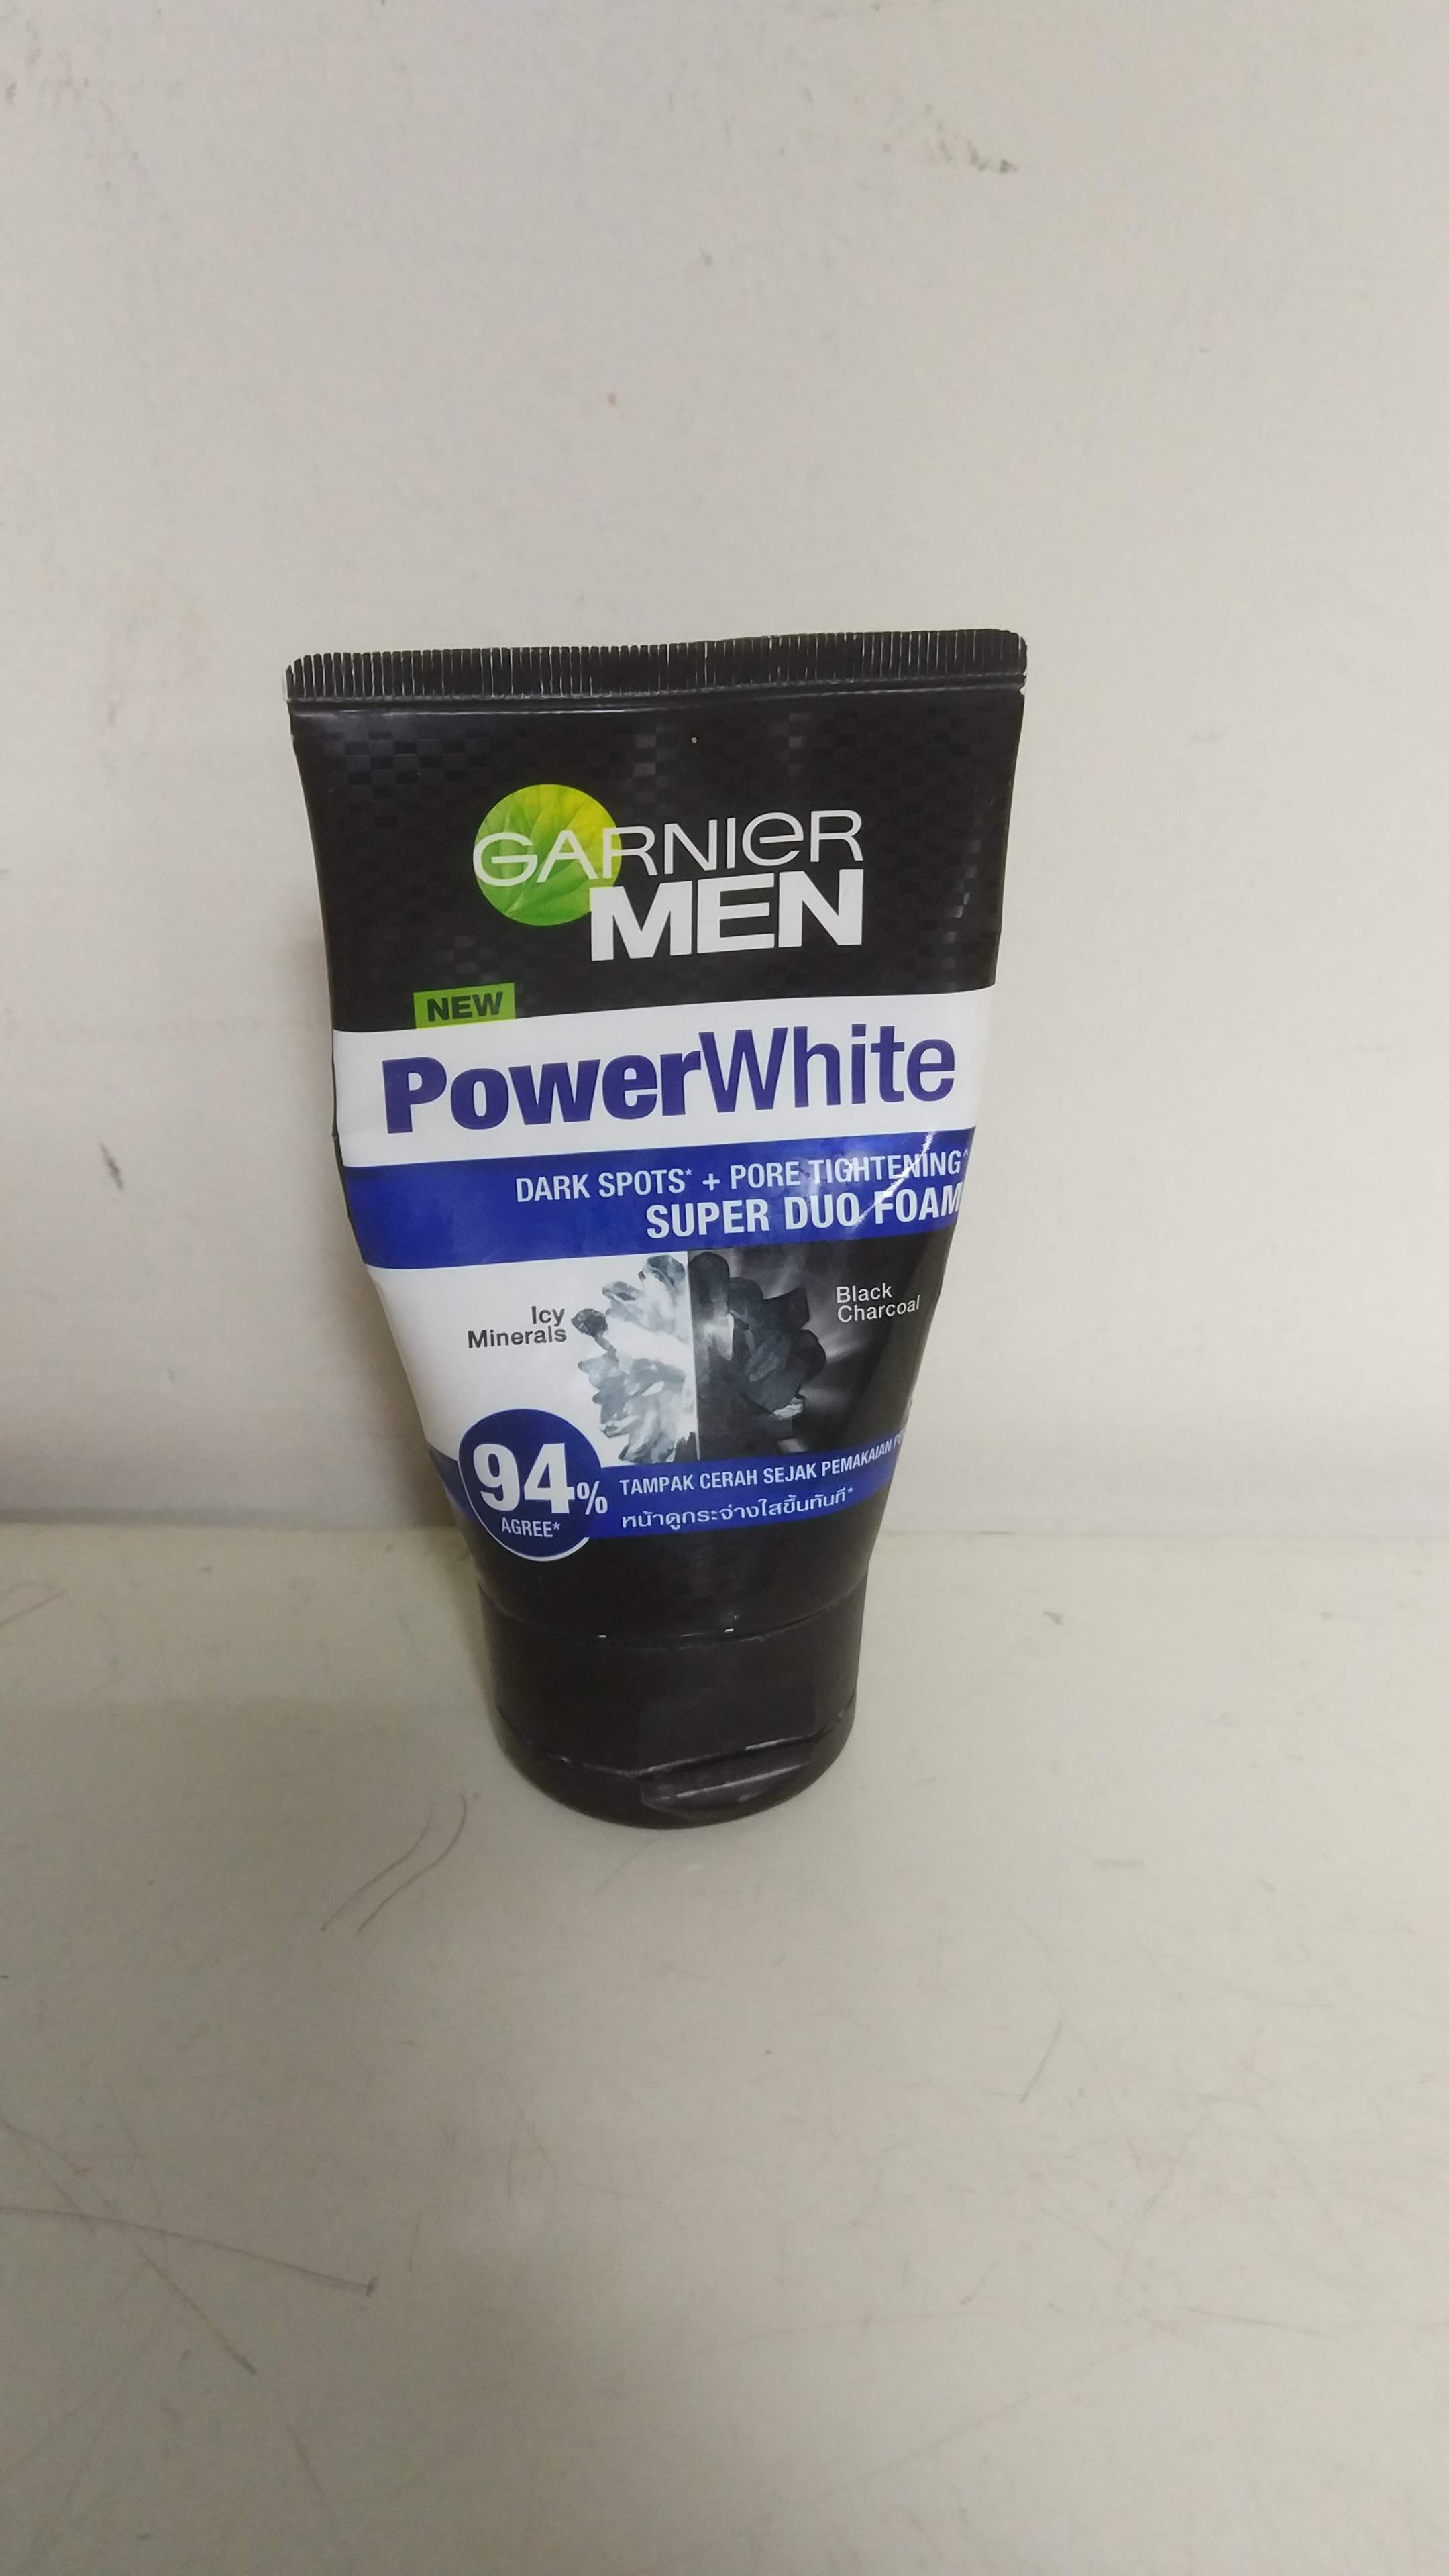 GARNIER
MEN
NEW
PowerWhite
DARK SPOTS* + PORE TIGHTENING^
SUPER DUO FOAM
Icy
Minerals
Black
Charcoal
94%
AGREE*
TAMPAK CERAH SEJAK PEMAKAIAN
หน้าดูกระจ่างใสขึ้นทันที*